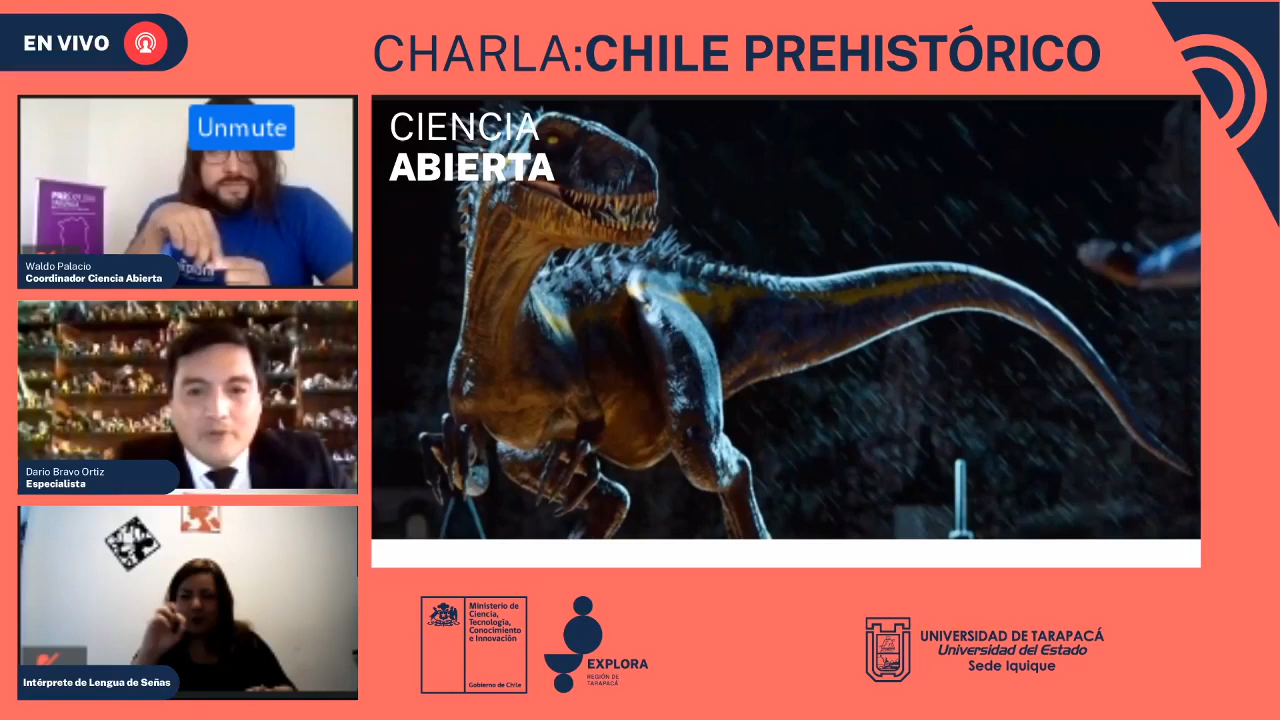 EN VIVO
CHARLA:CHILE PREHISTÓRICO
Unmute
Waldo Palacio
Coordinador Ciencia Abierta
CIENCIA
ABIERTA
Dario Bravo Ortiz
Especialista
Intérprete de Lengua de Señas
Ministerio de
Ciencia,
Tecnología,
Conocimiento
e Innovación
Gobierno de Chile
EXPLORA
REGIÓN DE
TARAPACÁ
UNIVERSIDAD DE TARAPACÁ
Universidad del Estado
Sede Iquique